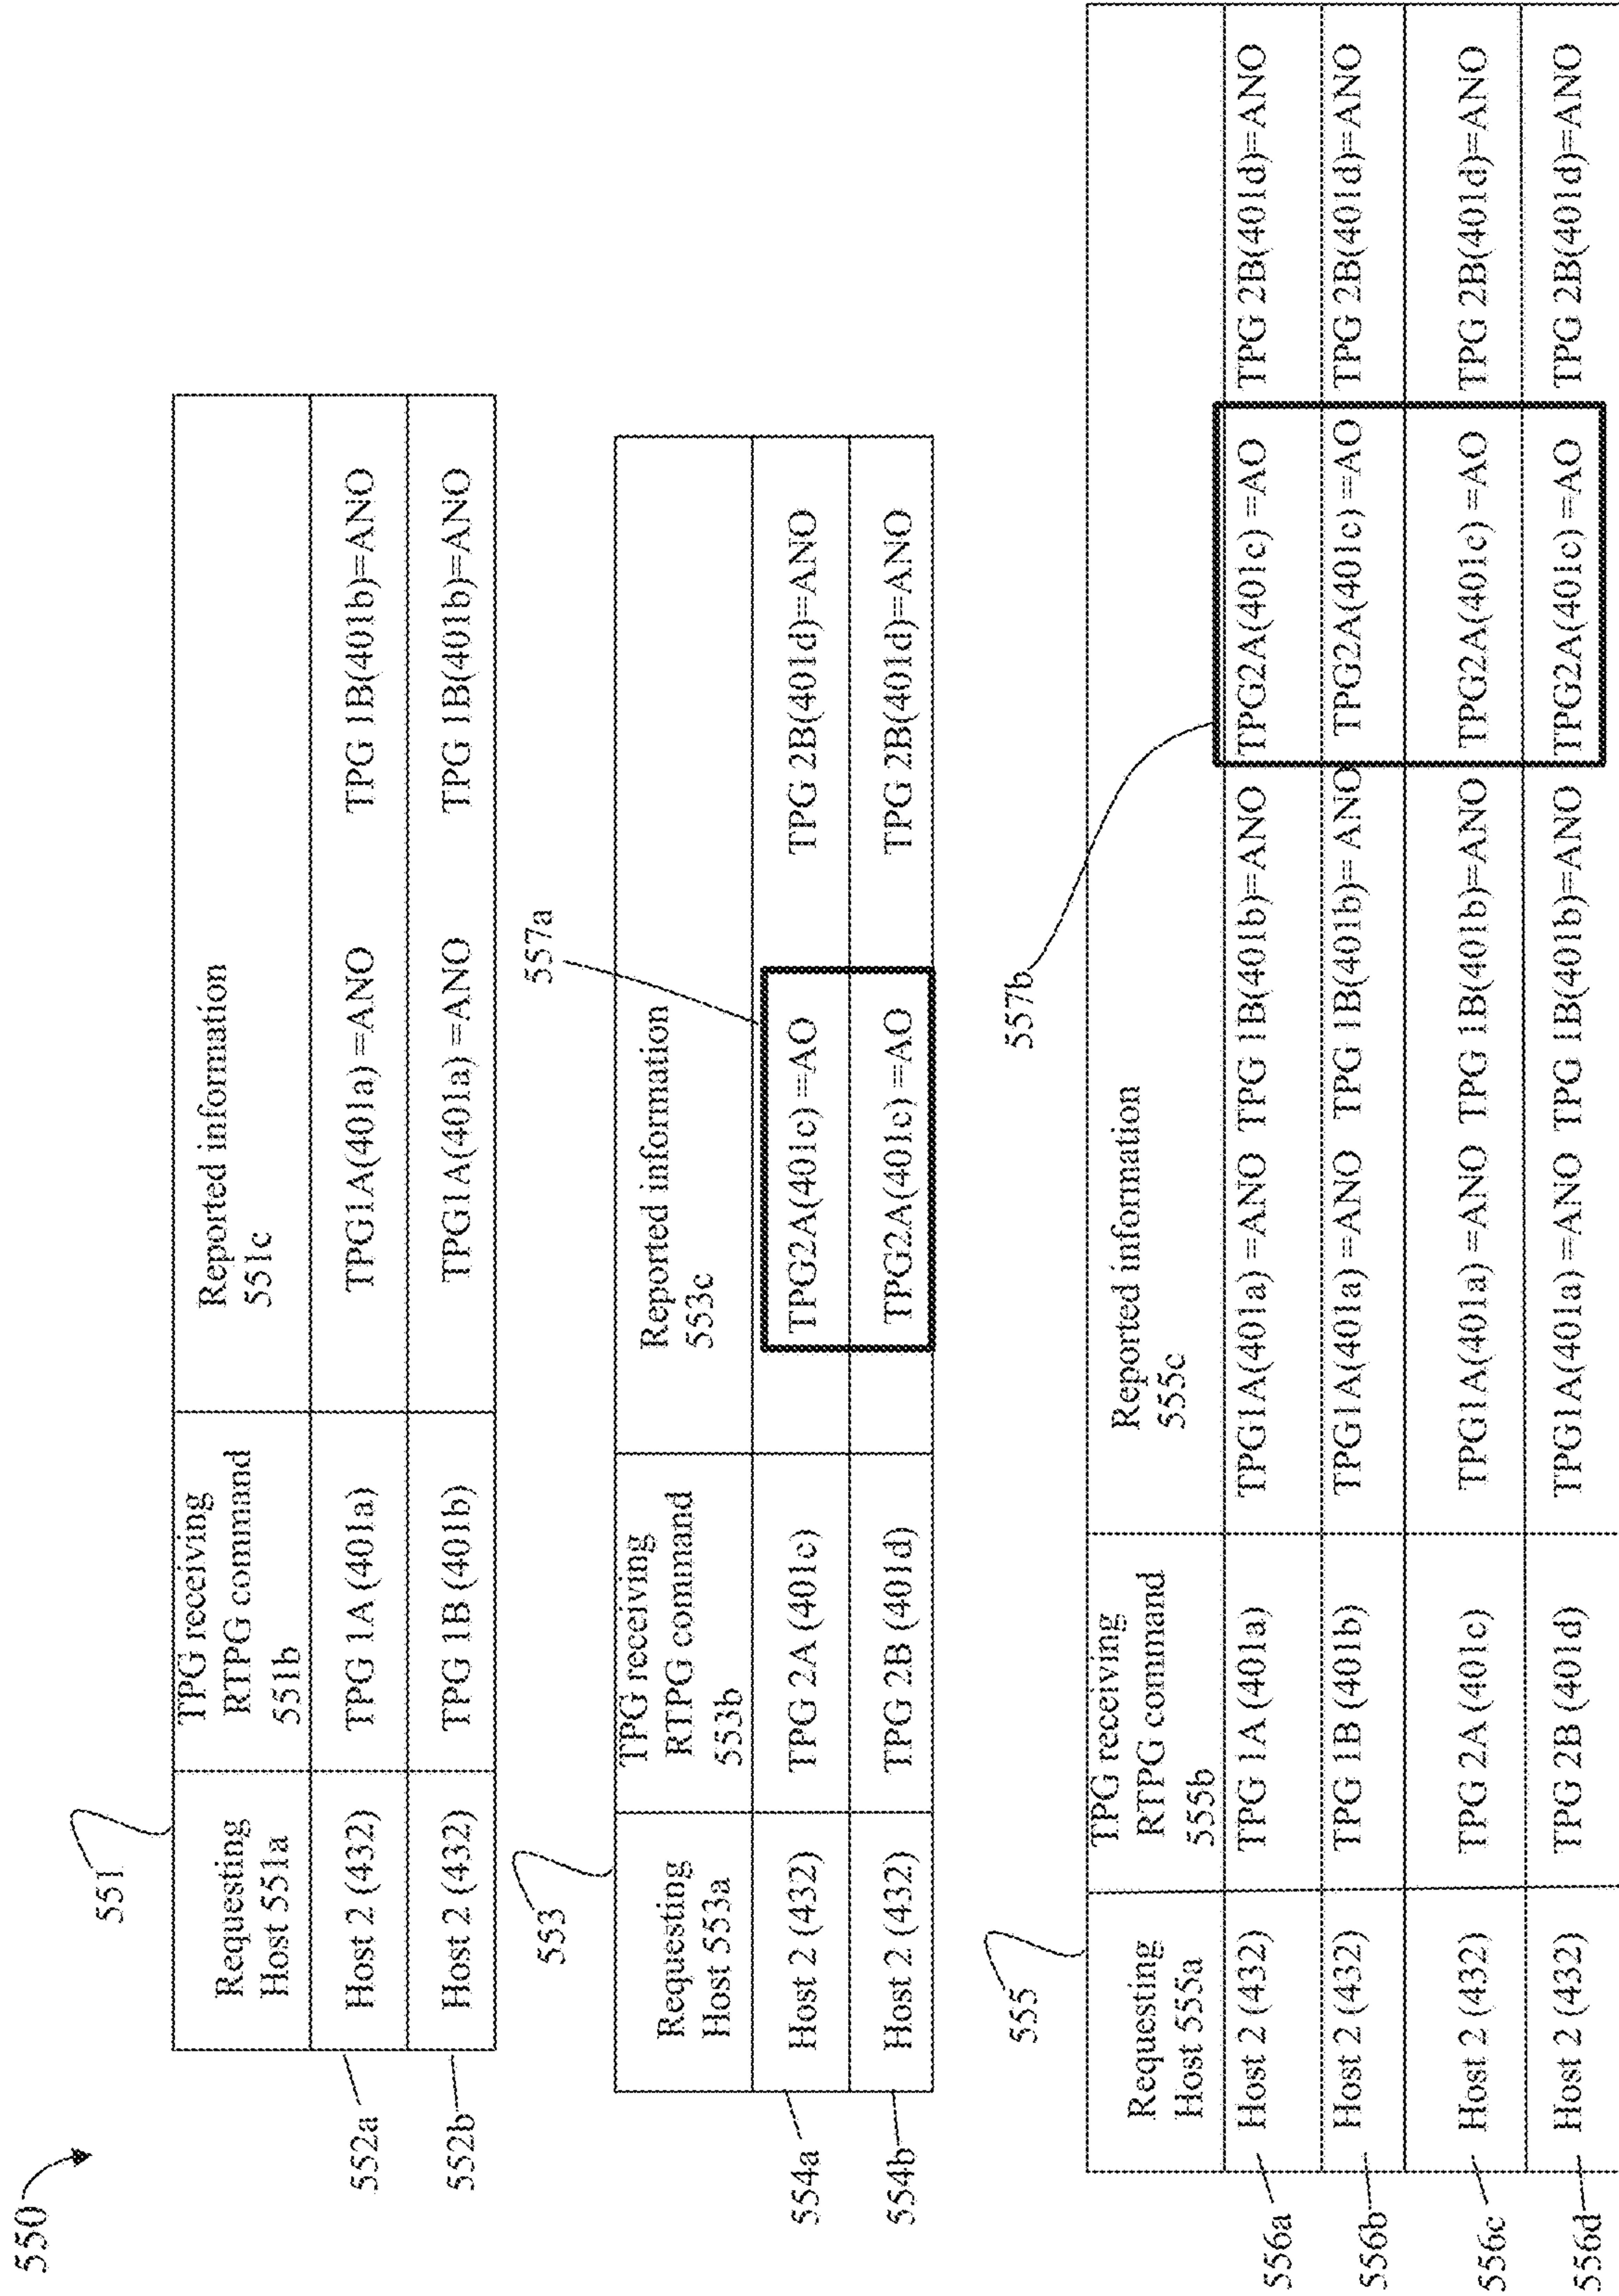 550
551
Requesting
Host 551a
TPG receiving
RTPG command
551b
Reported information
551c
552a
Host 2 (432)
TPG 1A (401a)
TPG1A(401a) =ANO
TPG 1B(401b)=ANO
552b
Host 2 (432)
TPG 1B (401b)
TPG1A(401a) =ANO
TPG 1B(401b)=ANO
553
Requesting
Host 553a
TPG receiving
RTPG command
553b
Reported information
553c
557a
554a
Host 2 (432)
TPG 2A (401c)
TPG2A(401c) =AO
TPG 2B(401d)=ANO
554b
Host 2 (432)
TPG 2B (401d)
TPG2A(401c) =AO
TPG 2B(401d)=ANO
555
Requesting
Host 555a
TPG receiving
RTPG command
555b
Reported information
555c
557b
556a
Host 2 (432)
TPG 1A (401a)
TPG1A(401a) =ANO TPG 1B(401b)=ANO
TPG2A(401c) =AO
TPG 2B(401d)=ANO
556b
Host 2 (432)
TPG 1B (401b)
TPG1A(401a) =ANO TPG 1B(401b)= ANO
TPG2A(401c) =AO
TPG 2B(401d)=ANO
556c
Host 2 (432)
TPG 2A (401c)
TPG1A(401a) =ANO TPG 1B(401b)=ANO
TPG2A(401c) =AO
TPG 2B(401d)=ANO
556d
Host 2 (432)
TPG 2B (401d)
TPG1A(401a) =ANO TPG 1B(401b)=ANO
TPG2A(401c) =AO
TPG 2B(401d)=ANO